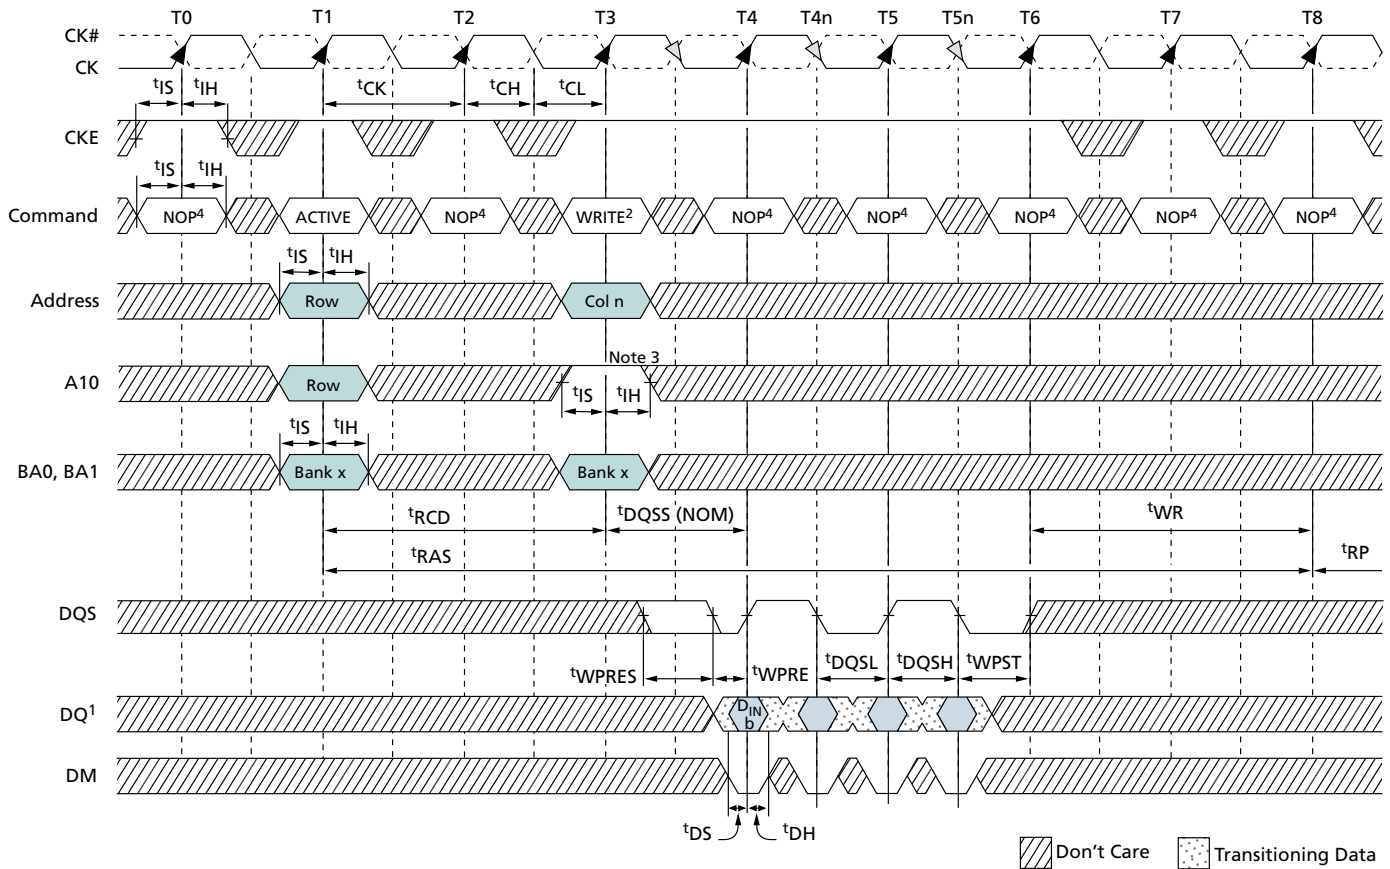 T0 T1 T2 T3 T4 T4n T5 T5n T6 T7 T8
CK#
CK
tIS tIH tCK tCH tCL
CKE
tIS tIH
Command NOP4 ACTIVE NOP4 WRITE2 NOP4 NOP4 NOP4 NOP4 NOP4
tIS tIH
Address Row Col n
Note 3
A10 Row
tIS tIH
tIS tIH
BA0, BA1 Bank x Bank x
tRCD tDQSS (NOM) tWR
tRAS tRP
DQS
tWPRES tWPRE tDQSL tDQSH tWPST
DQ1 DIN b
DM
tDS tDH
Don't Care Transitioning Data